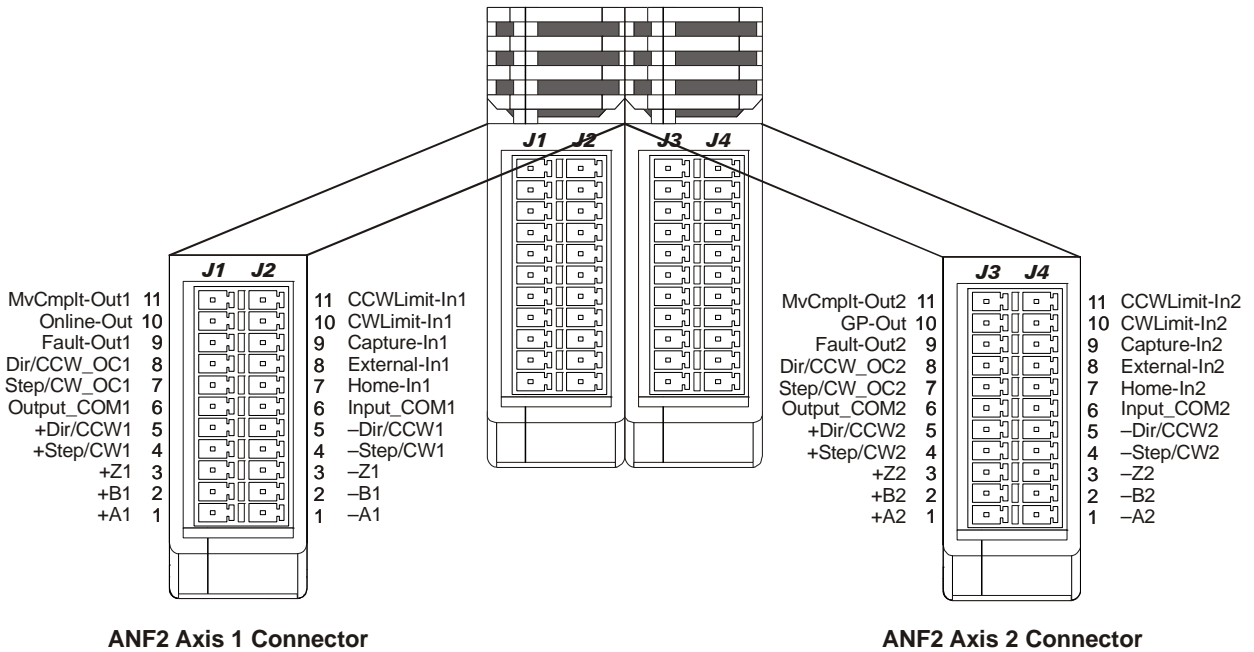 J1 J2 J3 J4
J1 J2
MvCmplt-Out1 11 11 CCWLimit-In1
Online-Out 10 10 CWLimit-In1
Fault-Out1 9 9 Capture-In1
Dir/CCW_OC1 8 8 External-In1
Step/CW_OC1 7 7 Home-In1
Output_COM1 6 6 Input_COM1
+Dir/CCW1 5 5 –Dir/CCW1
+Step/CW1 4 4 –Step/CW1
+Z1 3 3 –Z1
+B1 2 2 –B1
+A1 1 1 –A1
ANF2 Axis 1 Connector
J3 J4
MvCmplt-Out2 11 11 CCWLimit-In2
GP-Out 10 10 CWLimit-In2
Fault-Out2 9 9 Capture-In2
Dir/CCW_OC2 8 8 External-In2
Step/CW_OC2 7 7 Home-In2
Output_COM2 6 6 Input_COM2
+Dir/CCW2 5 5 –Dir/CCW2
+Step/CW2 4 4 –Step/CW2
+Z2 3 3 –Z2
+B2 2 2 –B2
+A2 1 1 –A2
ANF2 Axis 2 Connector